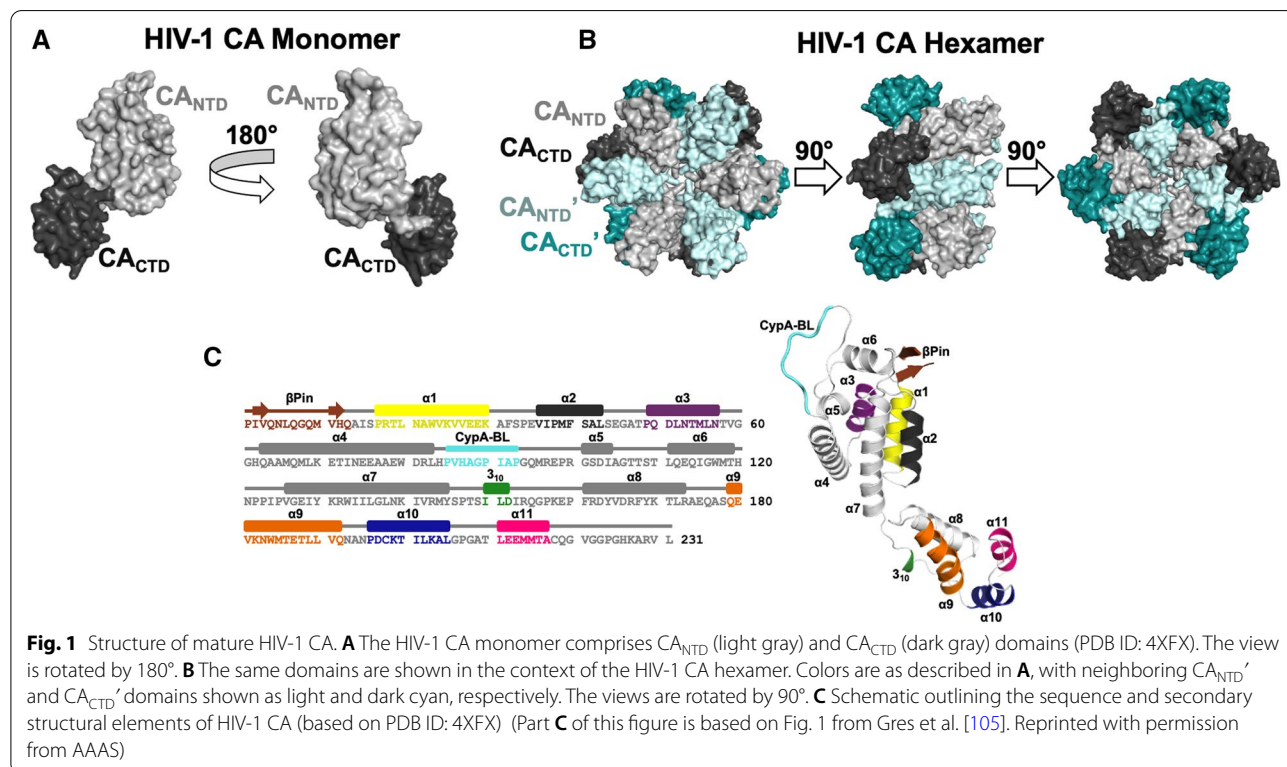 A
HIV-1 CA Monomer
CANTD
CANTD
180°
CACTD
CACTD
B
HIV-1 CA Hexamer
CANTD
CACTD
CANTD’
CACTD’
90°
90°
C
βPin α1 α2 α3
PIVQNLQGQM VHQAISPRTL NAWVKVVEEK AFSPEVIPMF SALSEGATPQ DLNTMLNTVG 60
α4 CypA-BL α5 α6
GHQAAMQMLK ETINEEAAEW DRLHPVHAGP IAPGQMREPR GSDIAGTTST LQEQIGWMTH 120
α7 310 α8 α9
NPPIPVGEIY KRWIILGLNK IVRMYSPTSI LDIRQGPKEP FRDYVDRFYK TLRAEQASQE 180
α9 α10 α11
VKNWMTETLL VQNANPDCKT ILKALGPGAT LEEMMTACQG VGGPGHKARV L 231
CypA-BL
α6
βPin
α3
α1
α5
α2
α4
α7
α8
α11
310
α9
α10
Fig. 1 Structure of mature HIV-1 CA. A The HIV-1 CA monomer comprises CANTD (light gray) and CACTD (dark gray) domains (PDB ID: 4XFX). The view
is rotated by 180°. B The same domains are shown in the context of the HIV-1 CA hexamer. Colors are as described in A, with neighboring CANTD′
and CACTD′ domains shown as light and dark cyan, respectively. The views are rotated by 90°. C Schematic outlining the sequence and secondary
structural elements of HIV-1 CA (based on PDB ID: 4XFX) (Part C of this figure is based on Fig. 1 from Gres et al. [105]. Reprinted with permission
from AAAS)